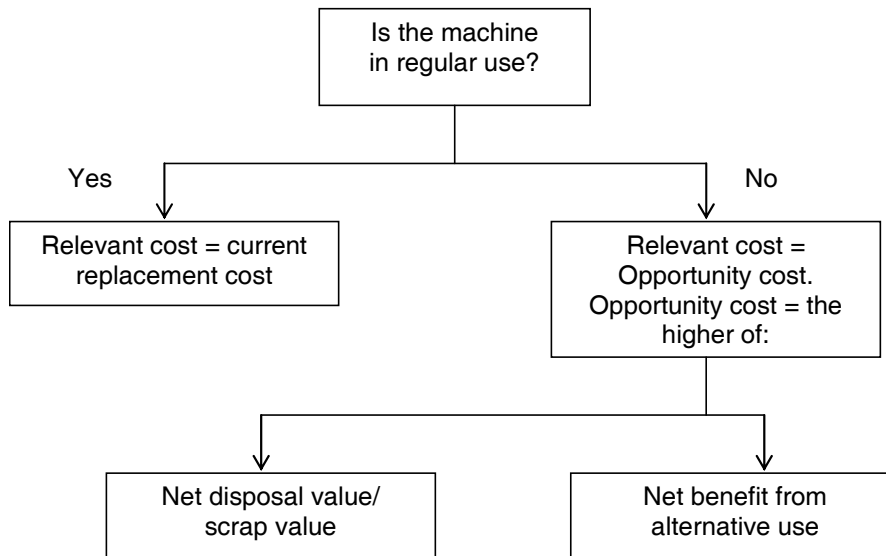 Is the machine
in regular use?
Yes
No
Relevant cost = current
replacement cost
Relevant cost =
Opportunity cost.
Opportunity cost = the
higher of:
Net disposal value/
scrap value
Net benefit from
alternative use